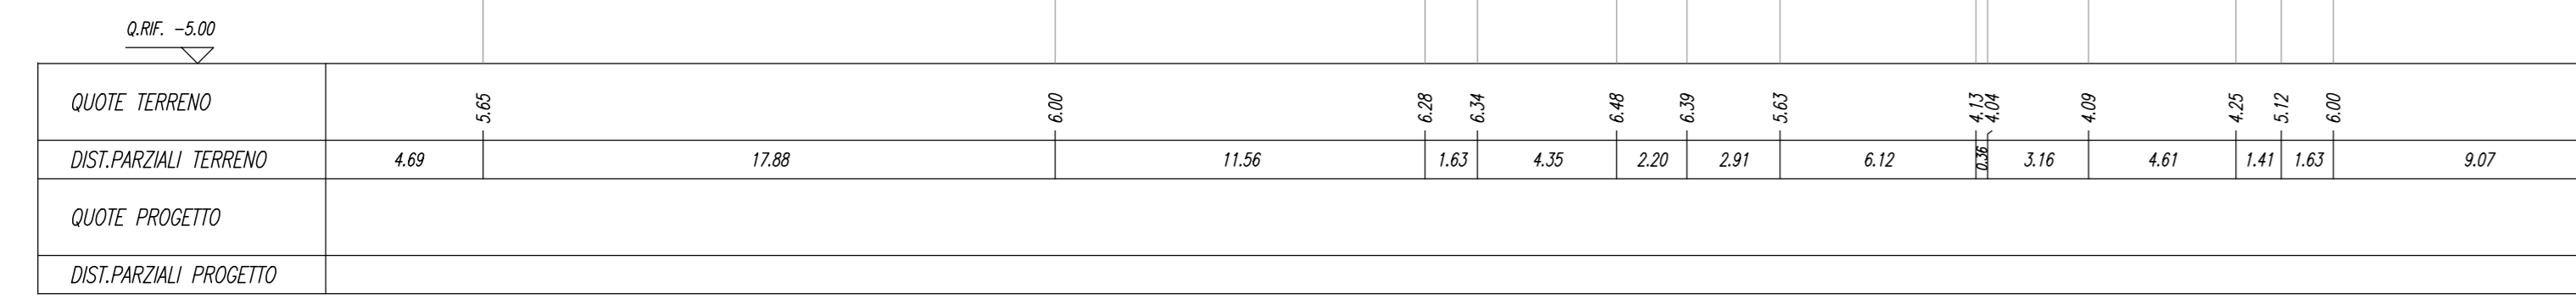 Q.RIF. -5.00
QUOTE TERRENO 5.65 6.00 6.28 6.34 6.48 6.39 5.63 4.13 4.04 4.09 4.25 5.12 6.00
DIST.PARZIALI TERRENO 4.69 17.88 11.56 1.63 4.35 2.20 2.91 6.12 0.36 3.16 4.61 1.41 1.63 9.07
QUOTE PROGETTO
DIST.PARZIALI PROGETTO